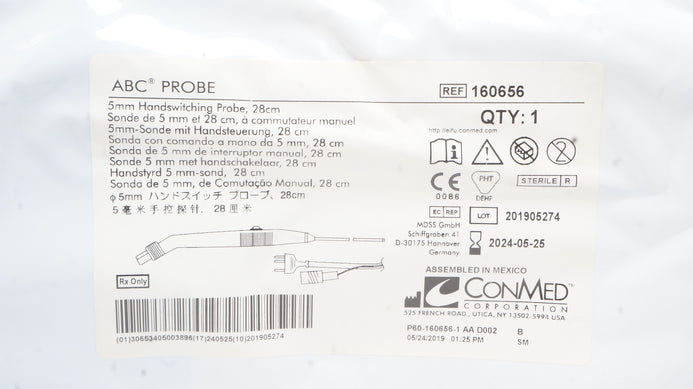 ABC® PROBE
REF 160656
5mm Handswitching Probe, 28cm
Sonde de 5 mm et 28 cm, à commutateur manuel
5mm-Sonde mit Handsteuerung, 28 cm
Sonda con comando a mano da 5 mm, 28 cm
Sonda de 5 mm de interruptor manual, 28 cm
Sonde 5 mm met handschakelaar, 28 cm
Handstyrd 5 mm-sond, 28 cm
Sonda de 5 mm, de Comutação Manual, 28 cm
φ5mm ハンドスイッチ プローブ、28cm
5 毫米手控探针, 28 厘米
QTY: 1
http://eifu.conmed.com
CE 0086
PHT
DEHP
STERILE R
EC REP
MDSS GmbH
Schiffgraben 41
D-30175 Hannover
Germany
LOT 201905274
2024-05-25
Rx Only
ASSEMBLED IN MEXICO
CONMED™
CORPORATION
525 FRENCH ROAD., UTICA, NY 13502-5994 USA
(01)30653405003896(17)240525(10)201905274
P60-160656-1 AA D002 B
05/24/2019 01:25 PM SM